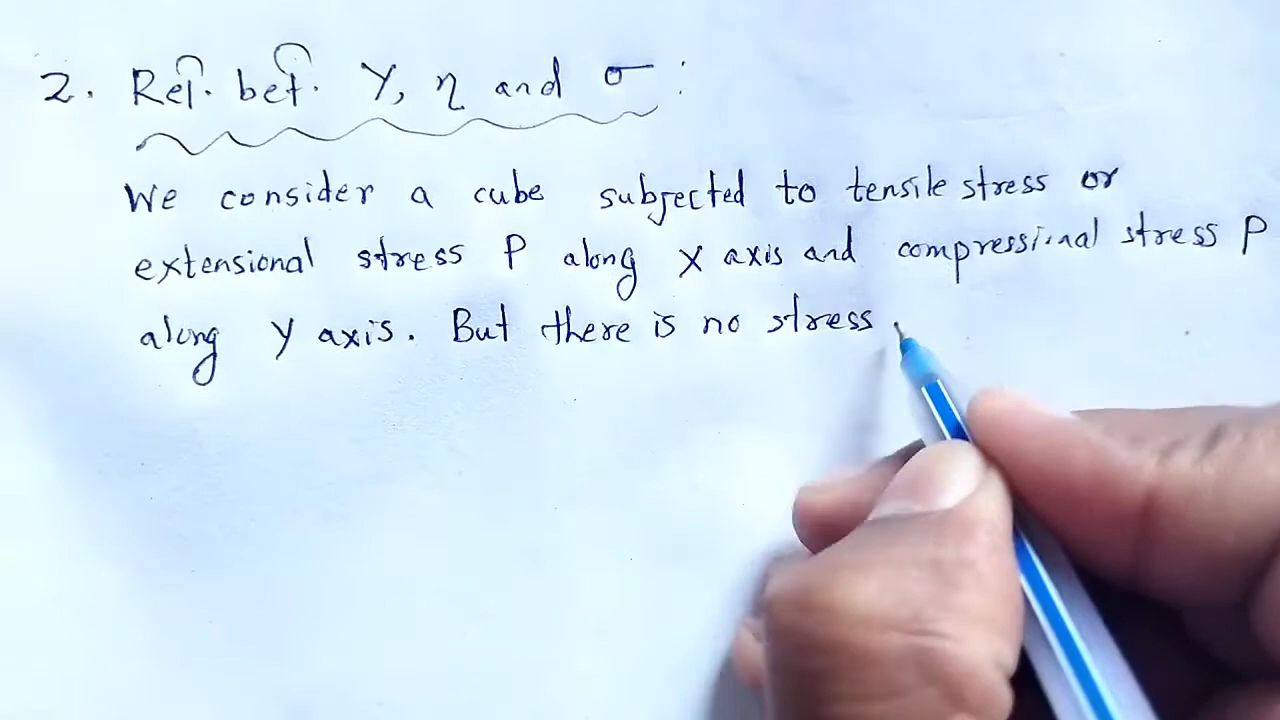 2. Rel. bet. Y, η and σ :
We consider a cube subjected to tensile stress or
extensional stress P along X axis and compressional stress P
along Y axis. But there is no stress